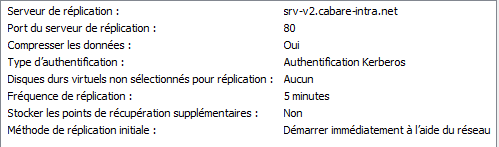 Serveur de réplication : srv-v2.cabare-intra.net
Port du serveur de réplication : 80
Compresser les données : Oui
Type d'authentification : Authentification Kerberos
Disques durs virtuels non sélectionnés pour réplication : Aucun
Fréquence de réplication : 5 minutes
Stocker les points de récupération supplémentaires : Non
Méthode de réplication initiale : Démarrer immédiatement à l'aide du réseau